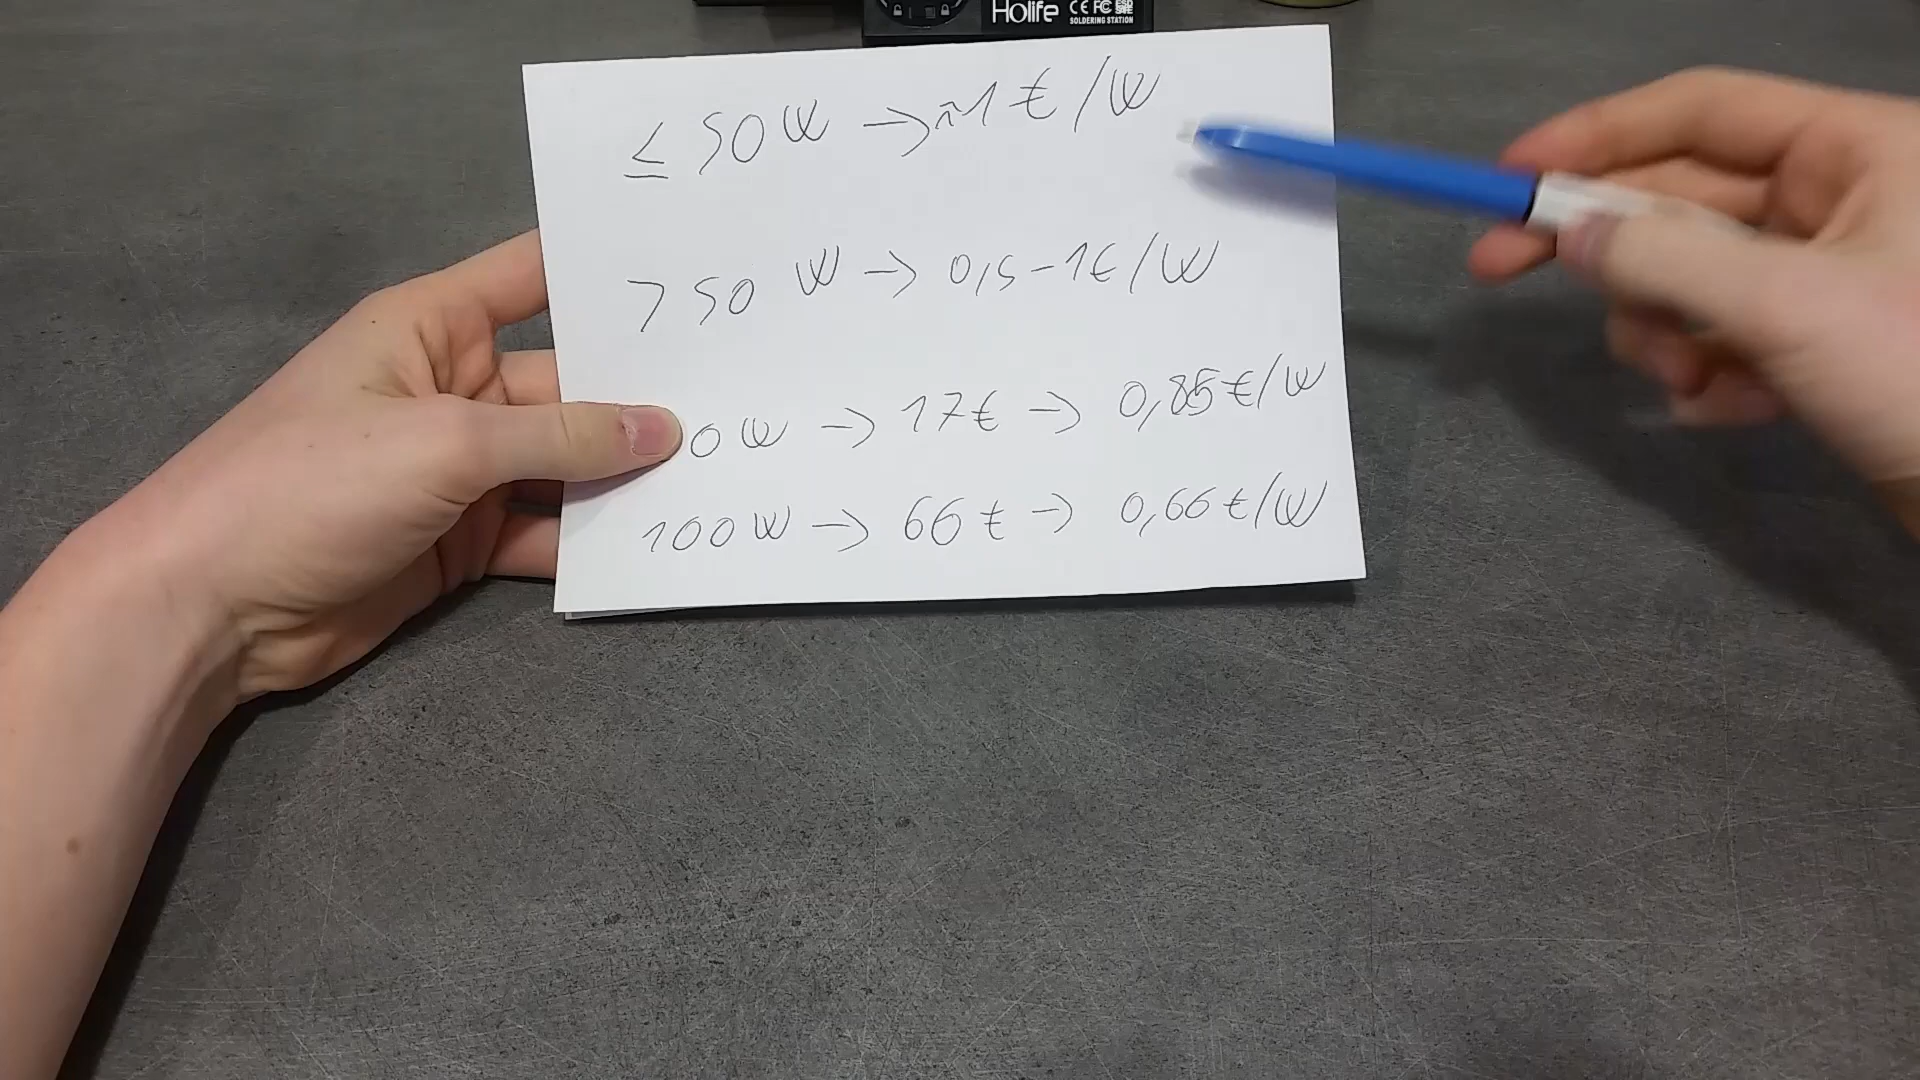 Holife CE FC
SOLDERING STATION
≤ 50 W → ~1 € / W
> 50 W → 0,5 - 1 € / W
0 W → 17 € → 0,85 € / W
100 W → 66 € → 0,66 € / W